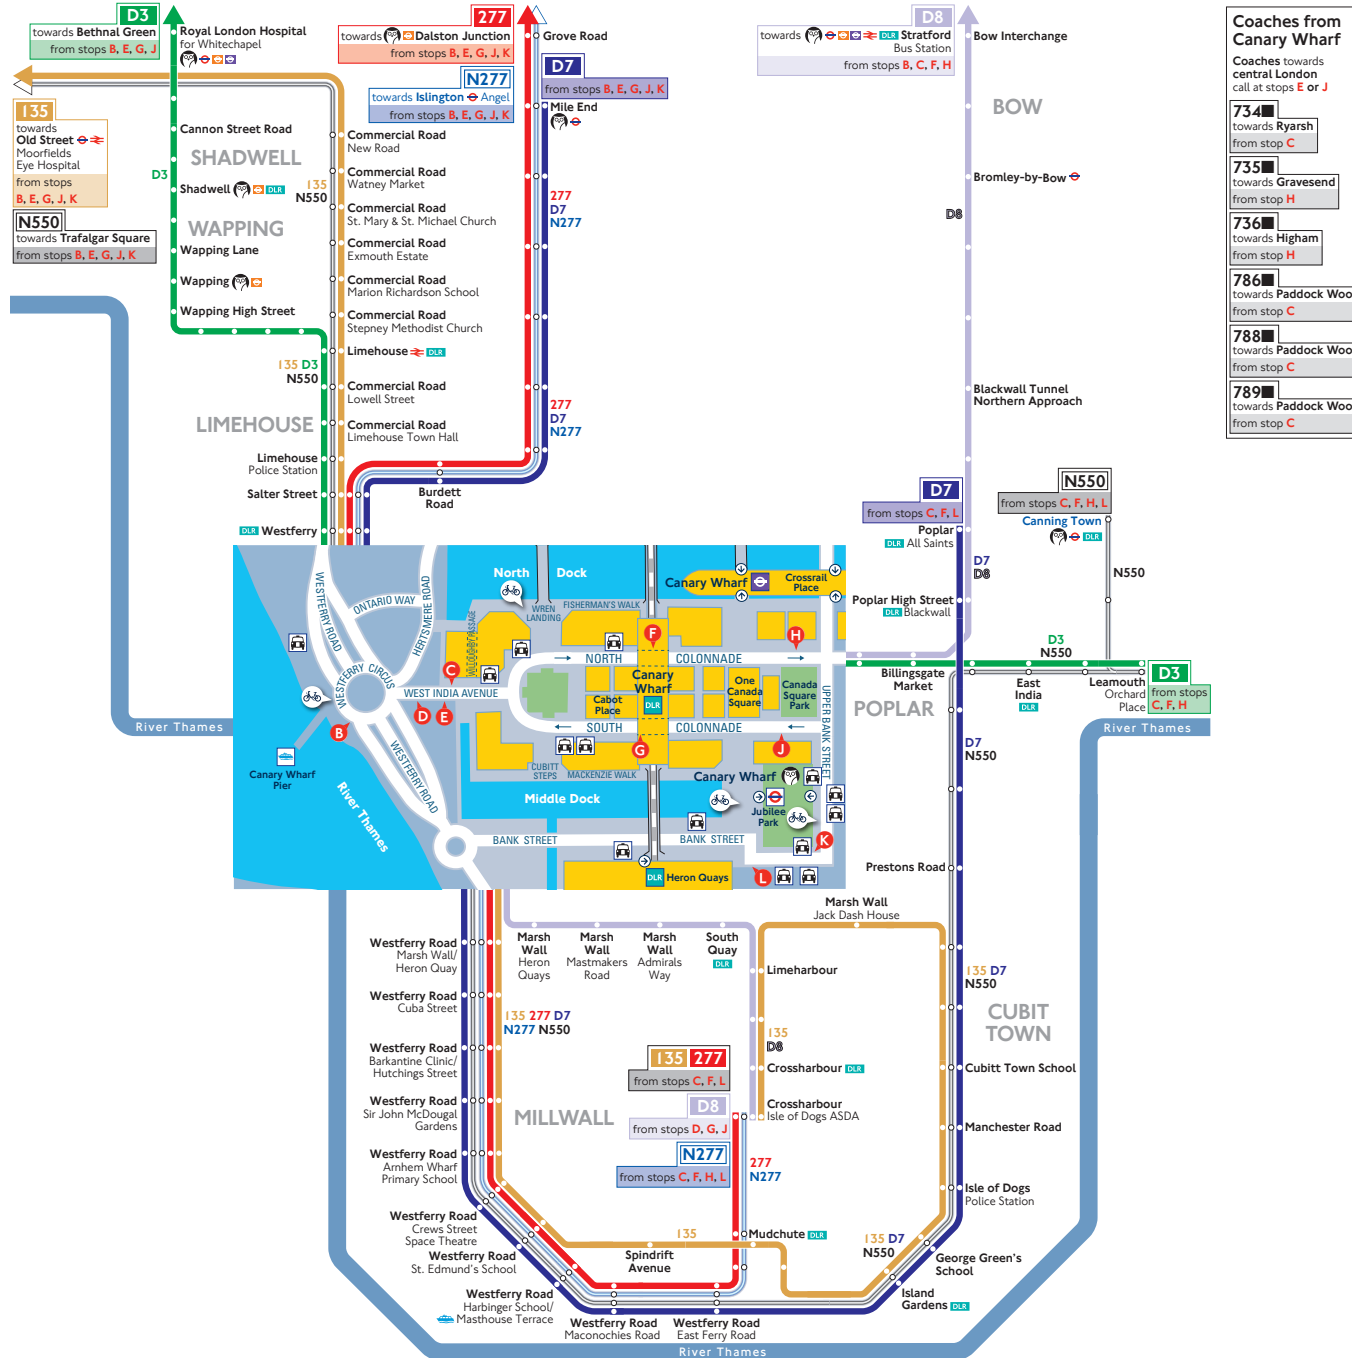 D3
towards Bethnal Green
from stops B, E, G, J
Royal London Hospital
for Whitechapel
277
towards Dalston Junction
from stops B, E, G, J, K
N277
towards Islington Angel
from stops B, E, G, J, K
Grove Road
D7
from stops B, E, G, J, K
Mile End
D8
towards DLR Stratford
Bus Station
from stops B, C, F, H
Bow Interchange
BOW
Bromley-by-Bow
D8
Blackwall Tunnel
Northern Approach
Coaches from
Canary Wharf
Coaches towards
central London
call at stops E or J
734
towards Ryarsh
from stop C
735
towards Gravesend
from stop H
736
towards Higham
from stop H
786
towards Paddock Woo
from stop C
788
towards Paddock Woo
from stop C
789
towards Paddock Woo
from stop C
135
towards
Old Street
Moorfields
Eye Hospital
from stops
B, E, G, J, K
N550
towards Trafalgar Square
from stops B, E, G, J, K
Cannon Street Road
SHADWELL
D3
Shadwell DLR
135
N550
WAPPING
Wapping Lane
Wapping
Wapping High Street
Commercial Road
New Road
Commercial Road
Watney Market
Commercial Road
St. Mary & St. Michael Church
Commercial Road
Exmouth Estate
Commercial Road
Marion Richardson School
Commercial Road
Stepney Methodist Church
Limehouse DLR
Commercial Road
Lowell Street
Commercial Road
Limehouse Town Hall
277
D7
N277
277
D7
N277
135 D3
N550
LIMEHOUSE
Limehouse
Police Station
Salter Street
DLR Westferry
Burdett
Road
D7
from stops C, F, L
Poplar
DLR All Saints
D7
D8
Poplar High Street
DLR Blackwall
N550
from stops C, F, H, L
Canning Town
DLR
N550
D3
N550
Billingsgate
Market
East
India
DLR
Leamouth
Orchard
Place
D3
from stops
C, F, H
POPLAR
River Thames
River Thames
D7
N550
North Dock
Canary Wharf
Crossrail
Place
WESTFERRY ROAD
ONTARIO WAY
HERTSMERE ROAD
WILLOUGHBY PASSAGE
WREN
LANDING
FISHERMAN'S WALK
F
H
NORTH COLONNADE
C
WESTFERRY CIRCUS
WEST INDIA AVENUE
D
E
B
Canary
Wharf
Cabot
Place
DLR
One
Canada
Square
Canada
Square
Park
UPPER BANK STREET
SOUTH COLONNADE
G
J
CUBITT
STEPS
MACKENZIE WALK
Canary Wharf
Canary Wharf
Pier
River Thames
WESTFERRY ROAD
Middle Dock
Jubilee
Park
BANK STREET
BANK STREET
K
L
DLR Heron Quays
Prestons Road
Marsh Wall
Jack Dash House
Westferry Road
Marsh Wall/
Heron Quay
Westferry Road
Cuba Street
Westferry Road
Barkantine Clinic/
Hutchings Street
Westferry Road
Sir John McDougal
Gardens
Westferry Road
Arnhem Wharf
Primary School
Westferry Road
Crews Street
Space Theatre
Westferry Road
St. Edmund's School
Westferry Road
Harbinger School/
Masthouse Terrace
Marsh
Wall
Heron
Quays
Marsh
Wall
Mastmakers
Road
Marsh
Wall
Admirals
Way
South
Quay
DLR
Limeharbour
135 277 D7
N277 N550
135
D8
Crossharbour DLR
Crossharbour
Isle of Dogs ASDA
135 277
from stops C, F, L
MILLWALL
D8
from stops D, G, J
N277
from stops C, F, H, L
277
N277
135
Spindrift
Avenue
Mudchute DLR
135 D7
N550
CUBIT
TOWN
Cubitt Town School
Manchester Road
Isle of Dogs
Police Station
135 D7
N550
George Green's
School
Island
Gardens DLR
Westferry Road
Maconochies Road
Westferry Road
East Ferry Road
River Thames